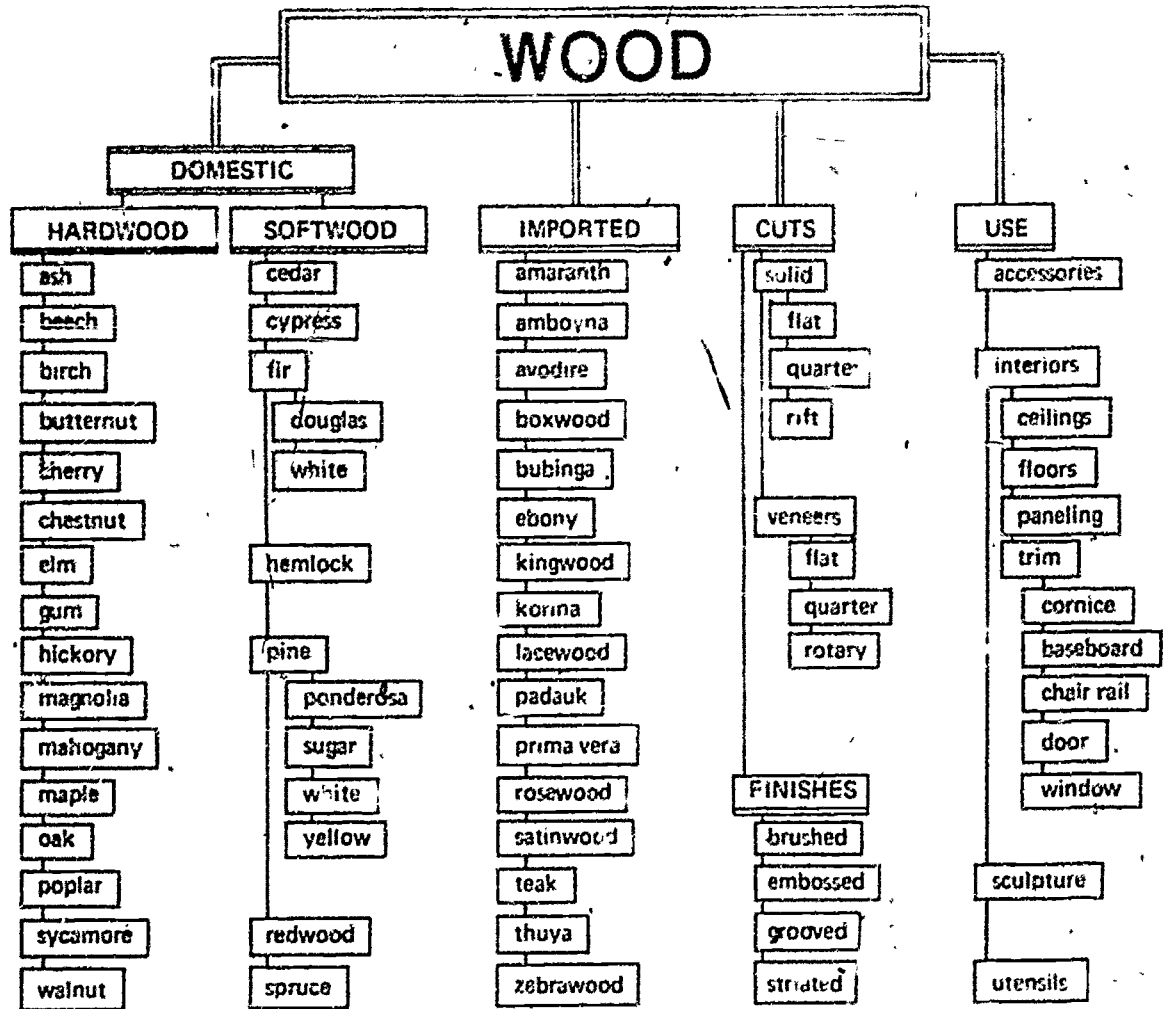 WOOD
DOMESTIC
HARDWOOD
ash
beech
birch
butternut
cherry
chestnut
elm
gum
hickory
magnolia
mahogany
maple
oak
poplar
sycamore
walnut
SOFTWOOD
cedar
cypress
fir
douglas
white
hemlock
pine
ponderosa
sugar
white
yellow
redwood
spruce
IMPORTED
amaranth
amboyna
avodire
boxwood
bubinga
ebony
kingwood
korina
lacewood
padauk
prima vera
rosewood
satinwood
teak
thuya
zebrawood
CUTS
solid
flat
quarter
rift
veneers
flat
quarter
rotary
FINISHES
brushed
embossed
grooved
striated
USE
accessories
interiors
ceilings
floors
paneling
trim
cornice
baseboard
chair rail
door
window
sculpture
utensils